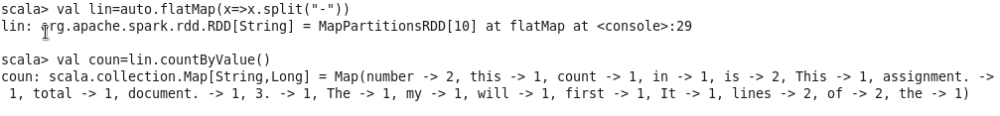 scala> val lin=auto.flatMap(x=>x.split("-"))
lin: org.apache.spark.rdd.RDD[String] = MapPartitionsRDD[10] at flatMap at <console>:29
scala> val coun=lin.countByValue()
coun: scala.collection.Map[String,Long] = Map(number -> 2, this -> 1, count -> 1, in -> 1, is -> 2, This -> 1, assignment. ->
1, total -> 1, document. -> 1, 3. -> 1, The -> 1, my -> 1, will -> 1, first -> 1, It -> 1, lines -> 2, of -> 2, the -> 1)